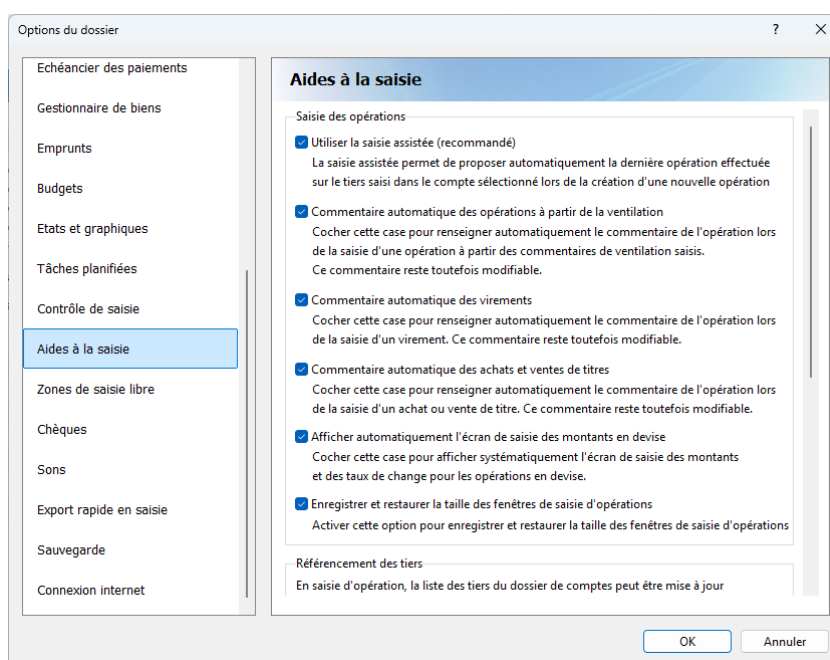 Options du dossier
?
Echéancier des paiements
Gestionnaire de biens
Emprunts
Budgets
Etats et graphiques
Tâches planifiées
Contrôle de saisie
Aides à la saisie
Zones de saisie libre
Chèques
Sons
Export rapide en saisie
Sauvegarde
Connexion internet
Aides à la saisie
Saisie des opérations
Utiliser la saisie assistée (recommandé)
La saisie assistée permet de proposer automatiquement la dernière opération effectuée
sur le tiers saisi dans le compte sélectionné lors de la création d'une nouvelle opération
Commentaire automatique des opérations à partir de la ventilation
Cocher cette case pour renseigner automatiquement le commentaire de l'opération lors
de la saisie d'une opération à partir des commentaires de ventilation saisis.
Ce commentaire reste toutefois modifiable.
Commentaire automatique des virements
Cocher cette case pour renseigner automatiquement le commentaire de l'opération lors
de la saisie d'un virement. Ce commentaire reste toutefois modifiable.
Commentaire automatique des achats et ventes de titres
Cocher cette case pour renseigner automatiquement le commentaire de l'opération lors
de la saisie d'un achat ou vente de titre. Ce commentaire reste toutefois modifiable.
Afficher automatiquement l'écran de saisie des montants en devise
Cocher cette case pour afficher systématiquement l'écran de saisie des montants
et des taux de change pour les opérations en devise.
Enregistrer et restaurer la taille des fenêtres de saisie d'opérations
Activer cette option pour enregistrer et restaurer la taille des fenêtres de saisie d'opérations
Référencement des tiers
En saisie d'opération, la liste des tiers du dossier de comptes peut être mise à jour
OK
Annuler